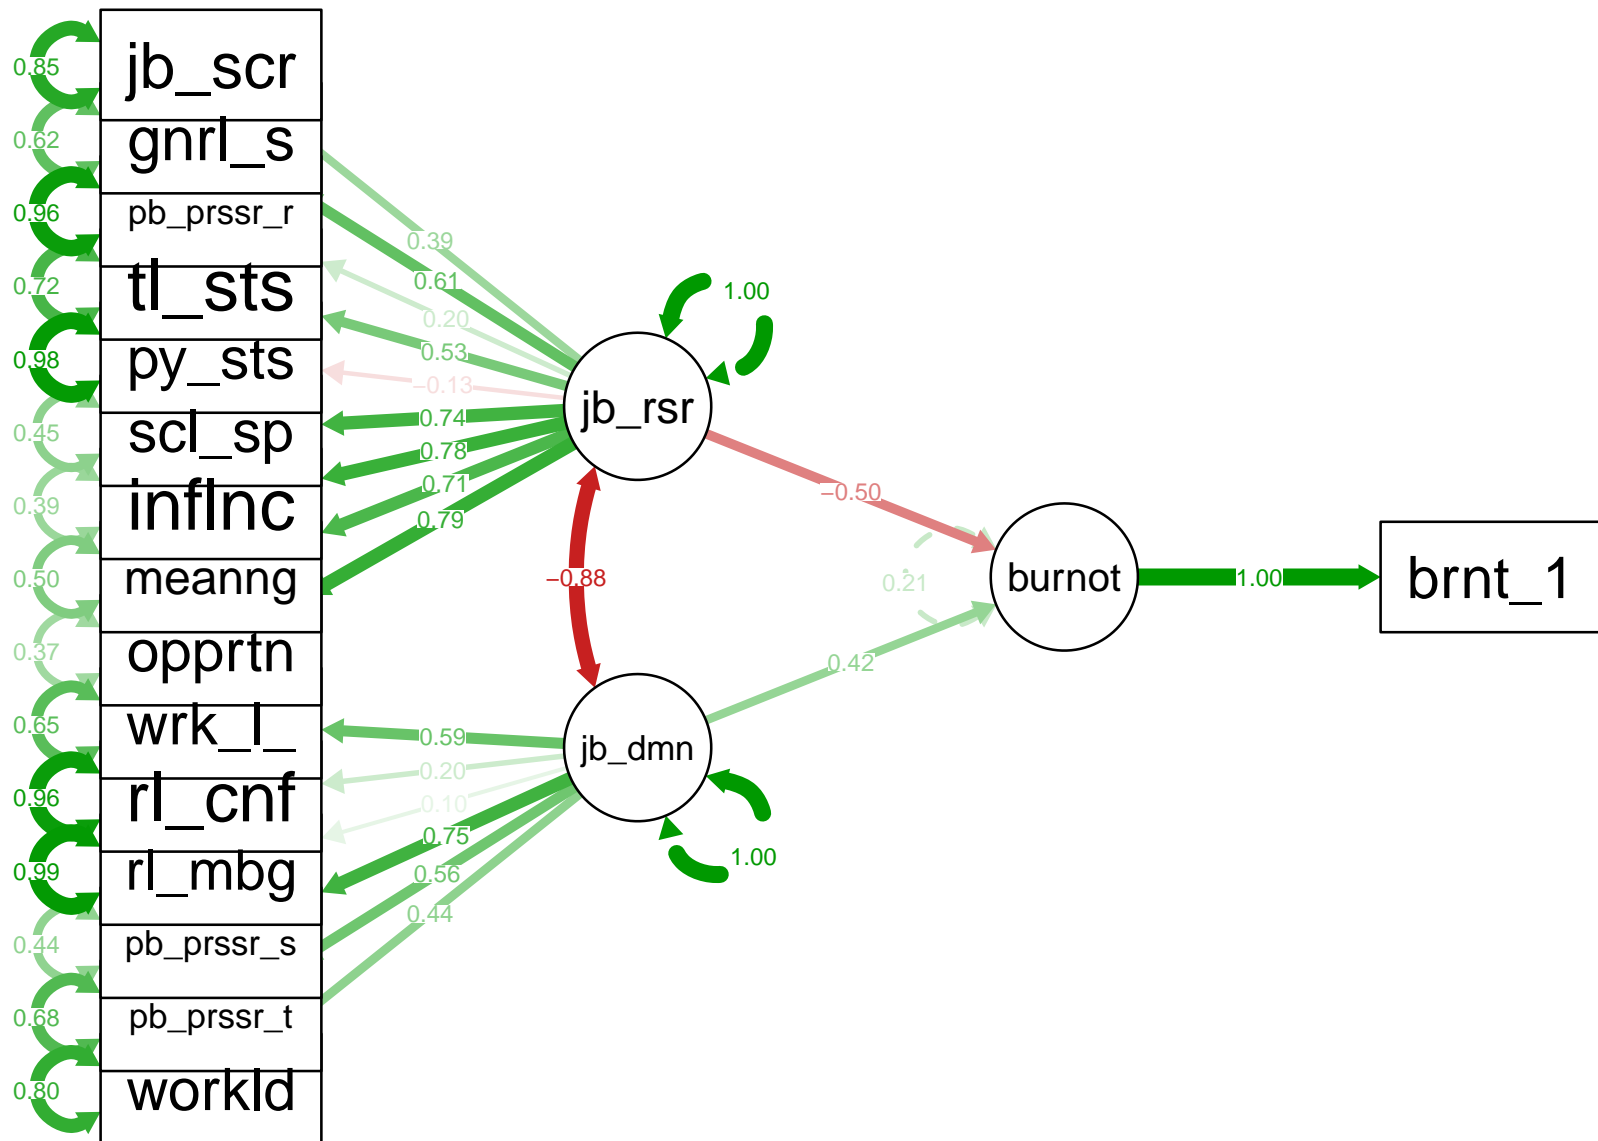 jb_scr
0.85
gnrl_s
0.62
pb_prssr_r
0.96
tl_sts
0.72
py_sts
0.98
scl_sp
0.45
inflnc
0.39
meanng
0.50
opprtn
0.37
wrk_l_
0.65
rl_cnf
0.96
rl_mbg
0.99
pb_prssr_s
0.44
pb_prssr_t
0.68
workld
0.80
0.39
0.61
0.20
0.53
−0.13
0.74
0.78
0.71
0.79
0.59
0.20
0.10
0.75
0.56
0.44
1.00
jb_rsr
−0.88
jb_dmn
1.00
−0.50
0.21
0.42
burnot
1.00
brnt_1